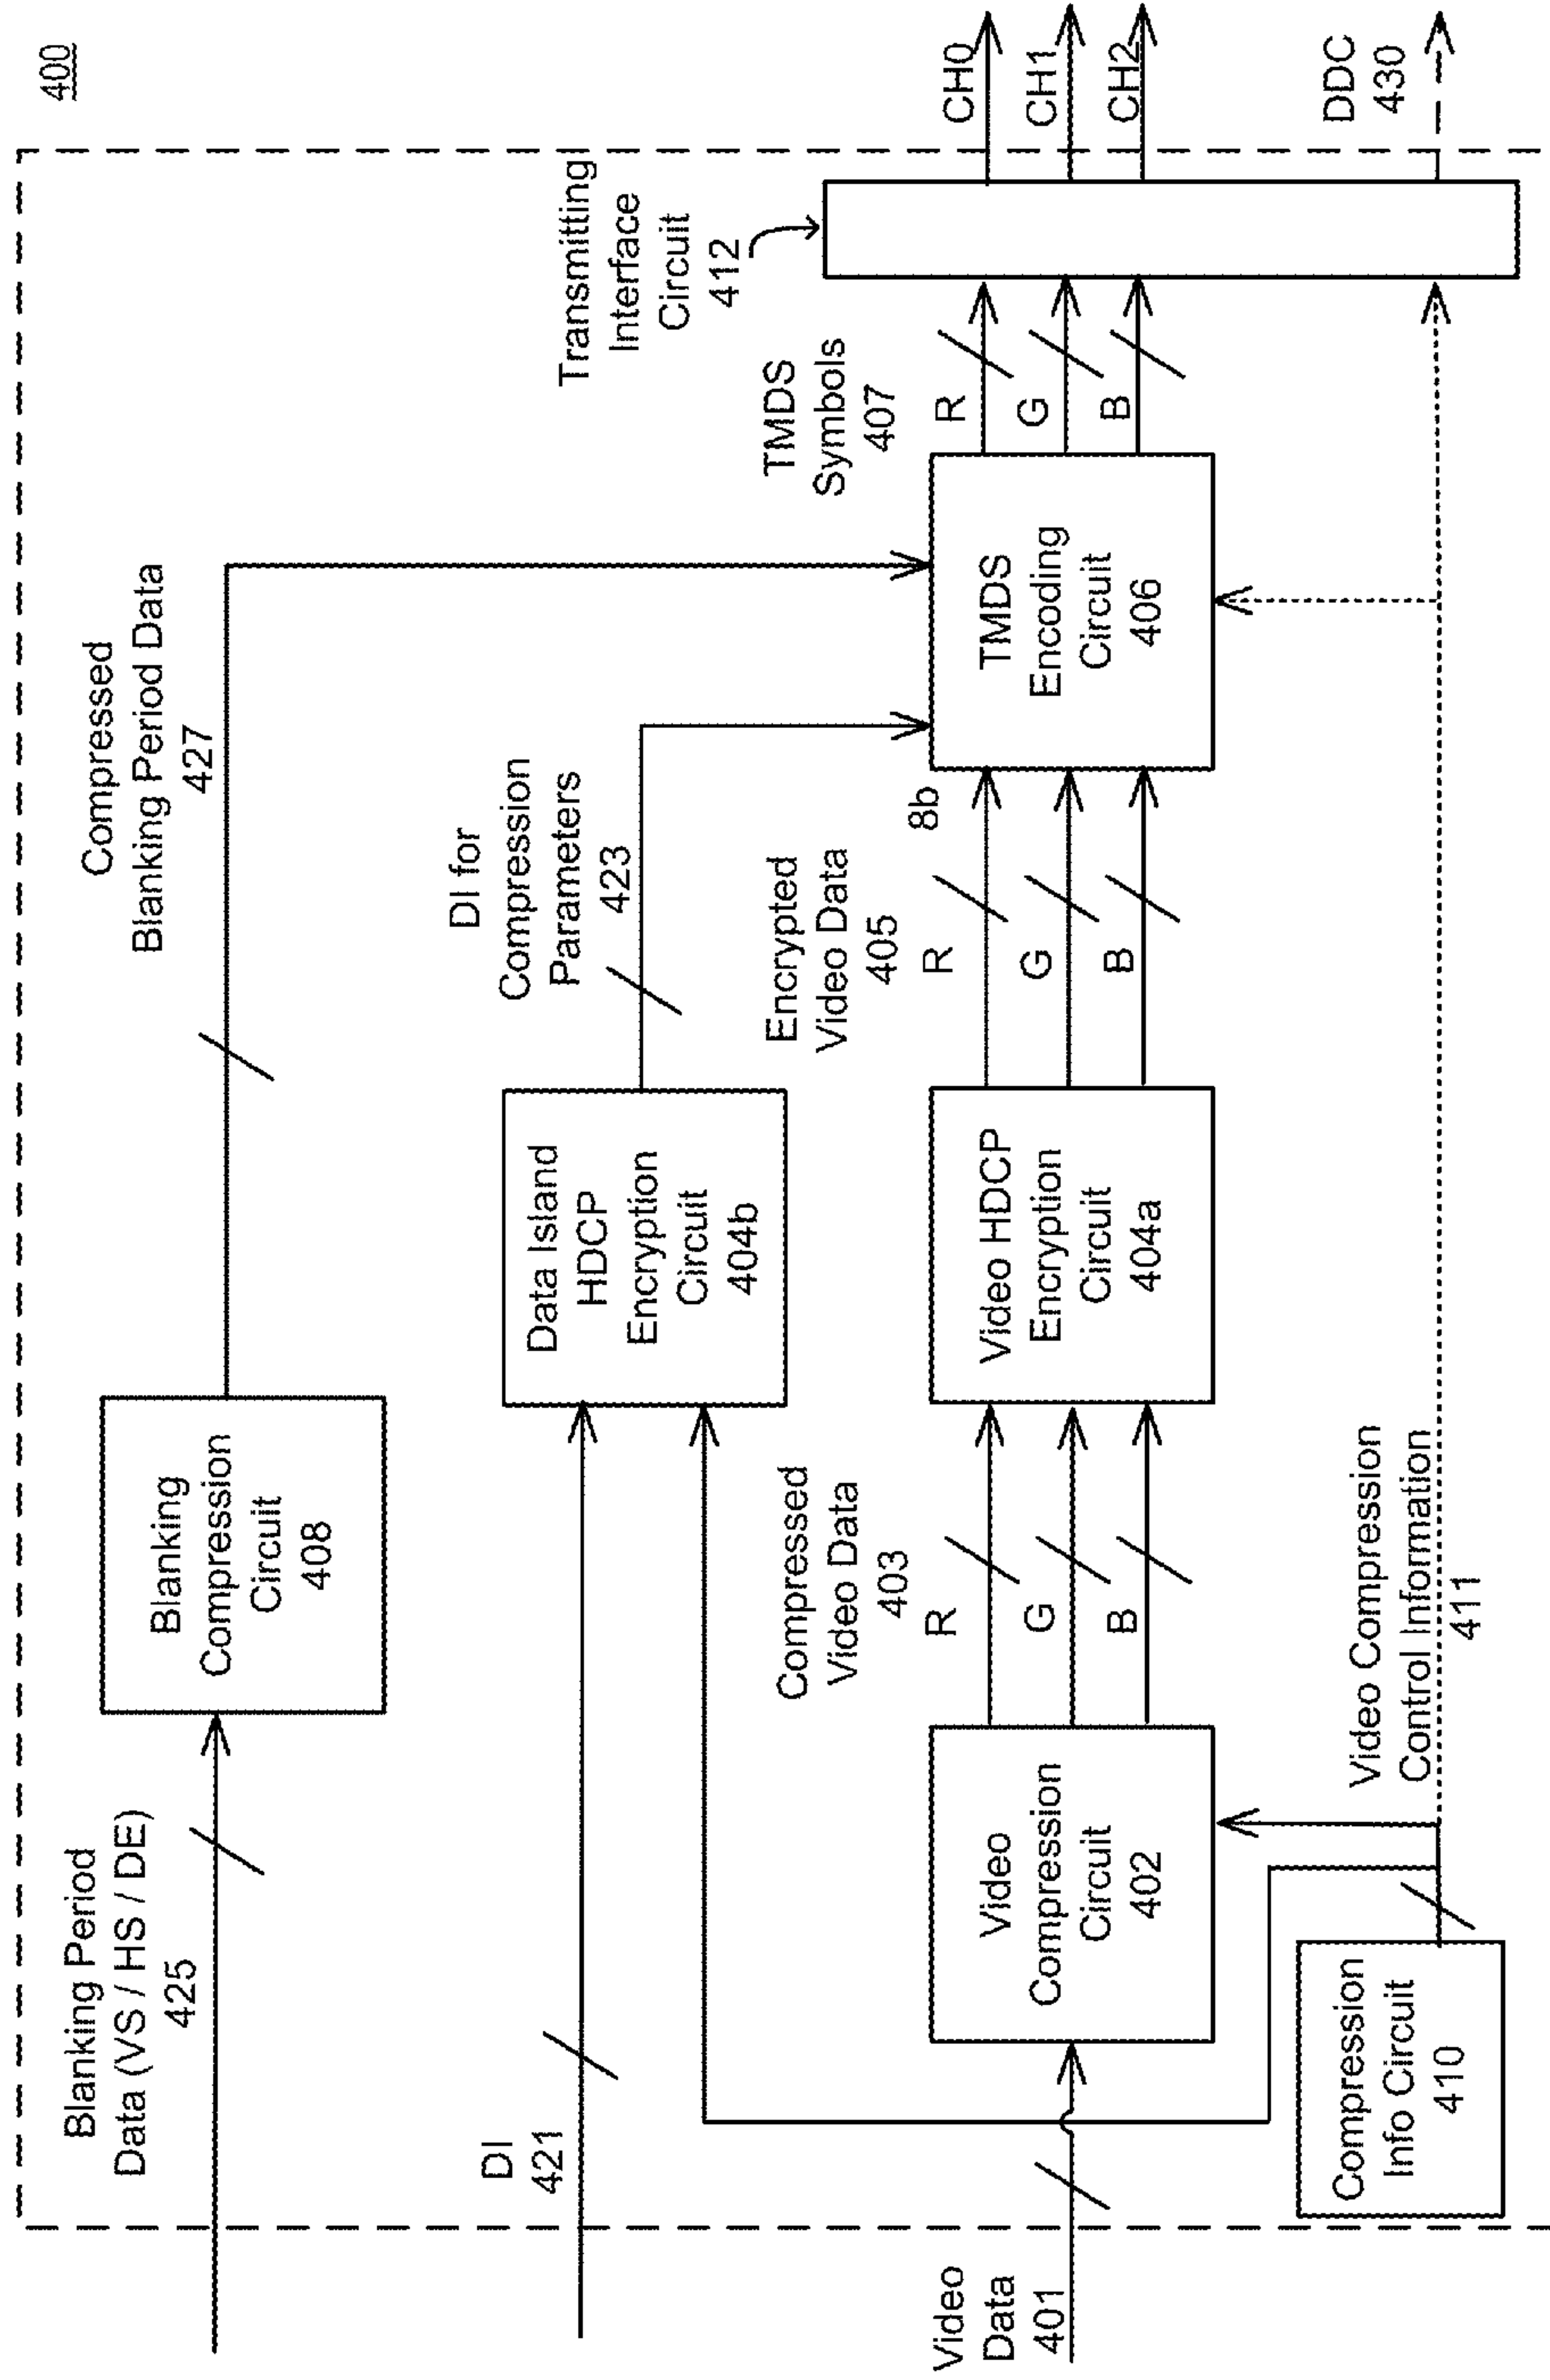 400
Blanking Period
Data (VS / HS / DE)
425
Blanking
Compression
Circuit
408
Compressed
Blanking Period Data
427
DI
421
Data Island
HDCP
Encryption
Circuit
404b
DI for
Compression
Parameters
423
Transmitting
Interface
Circuit
412
Video
Data
401
Video
Compression
Circuit
402
Compressed
Video Data
403
R
G
B
Video HDCP
Encryption
Circuit
404a
Encrypted
Video Data
405
R
G
B
8b
TMDS
Encoding
Circuit
406
TMDS
Symbols
407
R
G
B
CH0
CH1
CH2
Compression
Info Circuit
410
Video Compression
Control Information
411
DDC
430